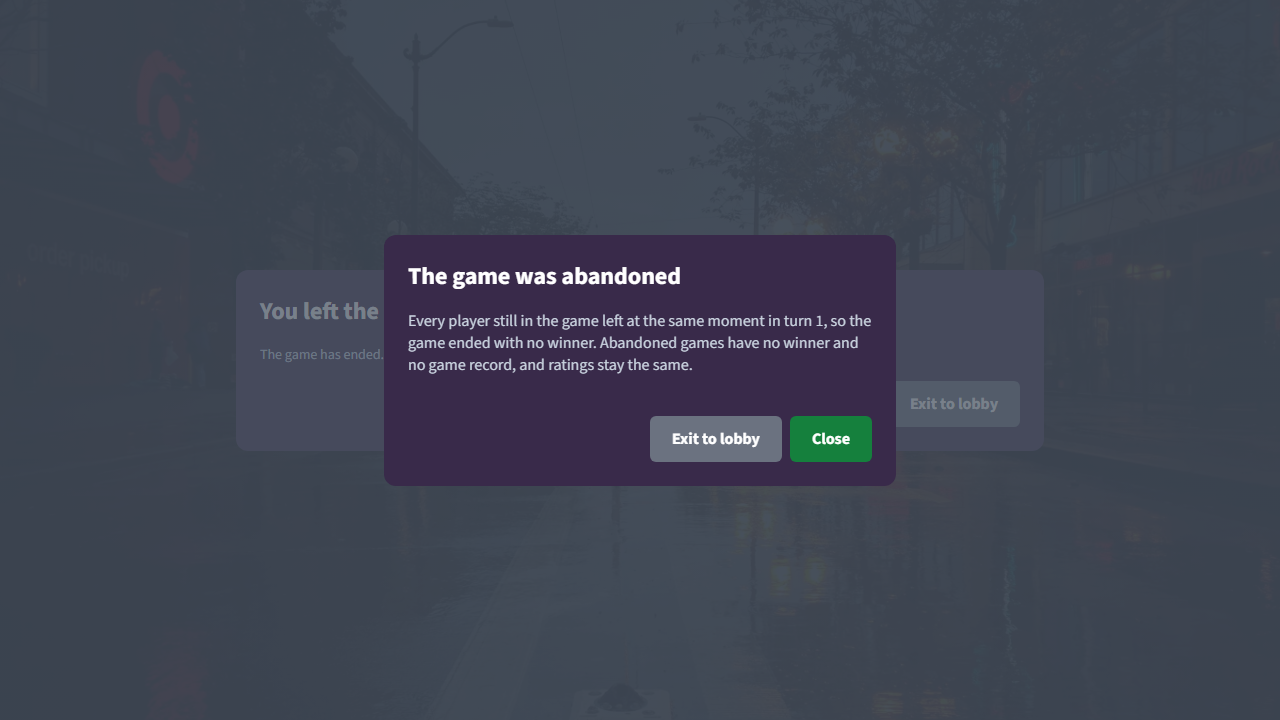 The game was abandoned
Every player still in the game left at the same moment in turn 1, so the
game ended with no winner. Abandoned games have no winner and
no game record, and ratings stay the same.
Exit to lobby
Close
You left the
The game has ended.
Exit to lobby